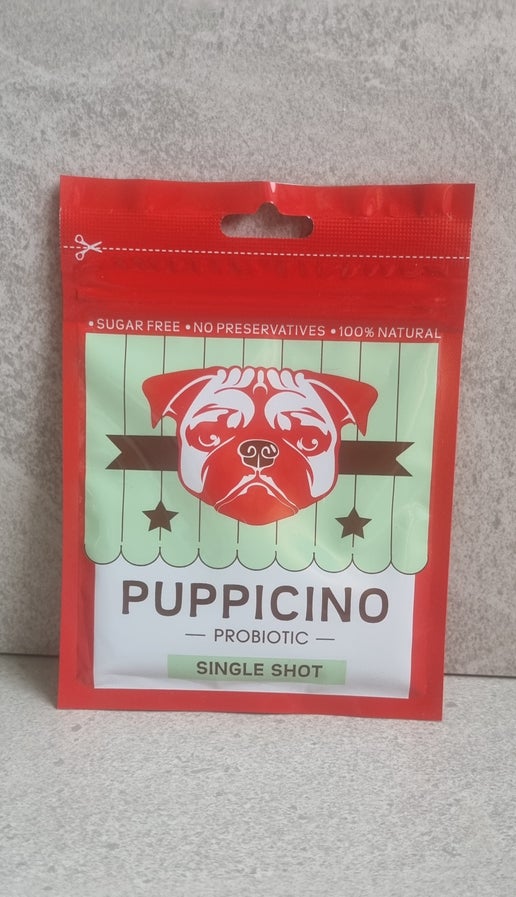 • SUGAR FREE • NO PRESERVATIVES • 100% NATURAL
PUPPICINO
— PROBIOTIC —
SINGLE SHOT